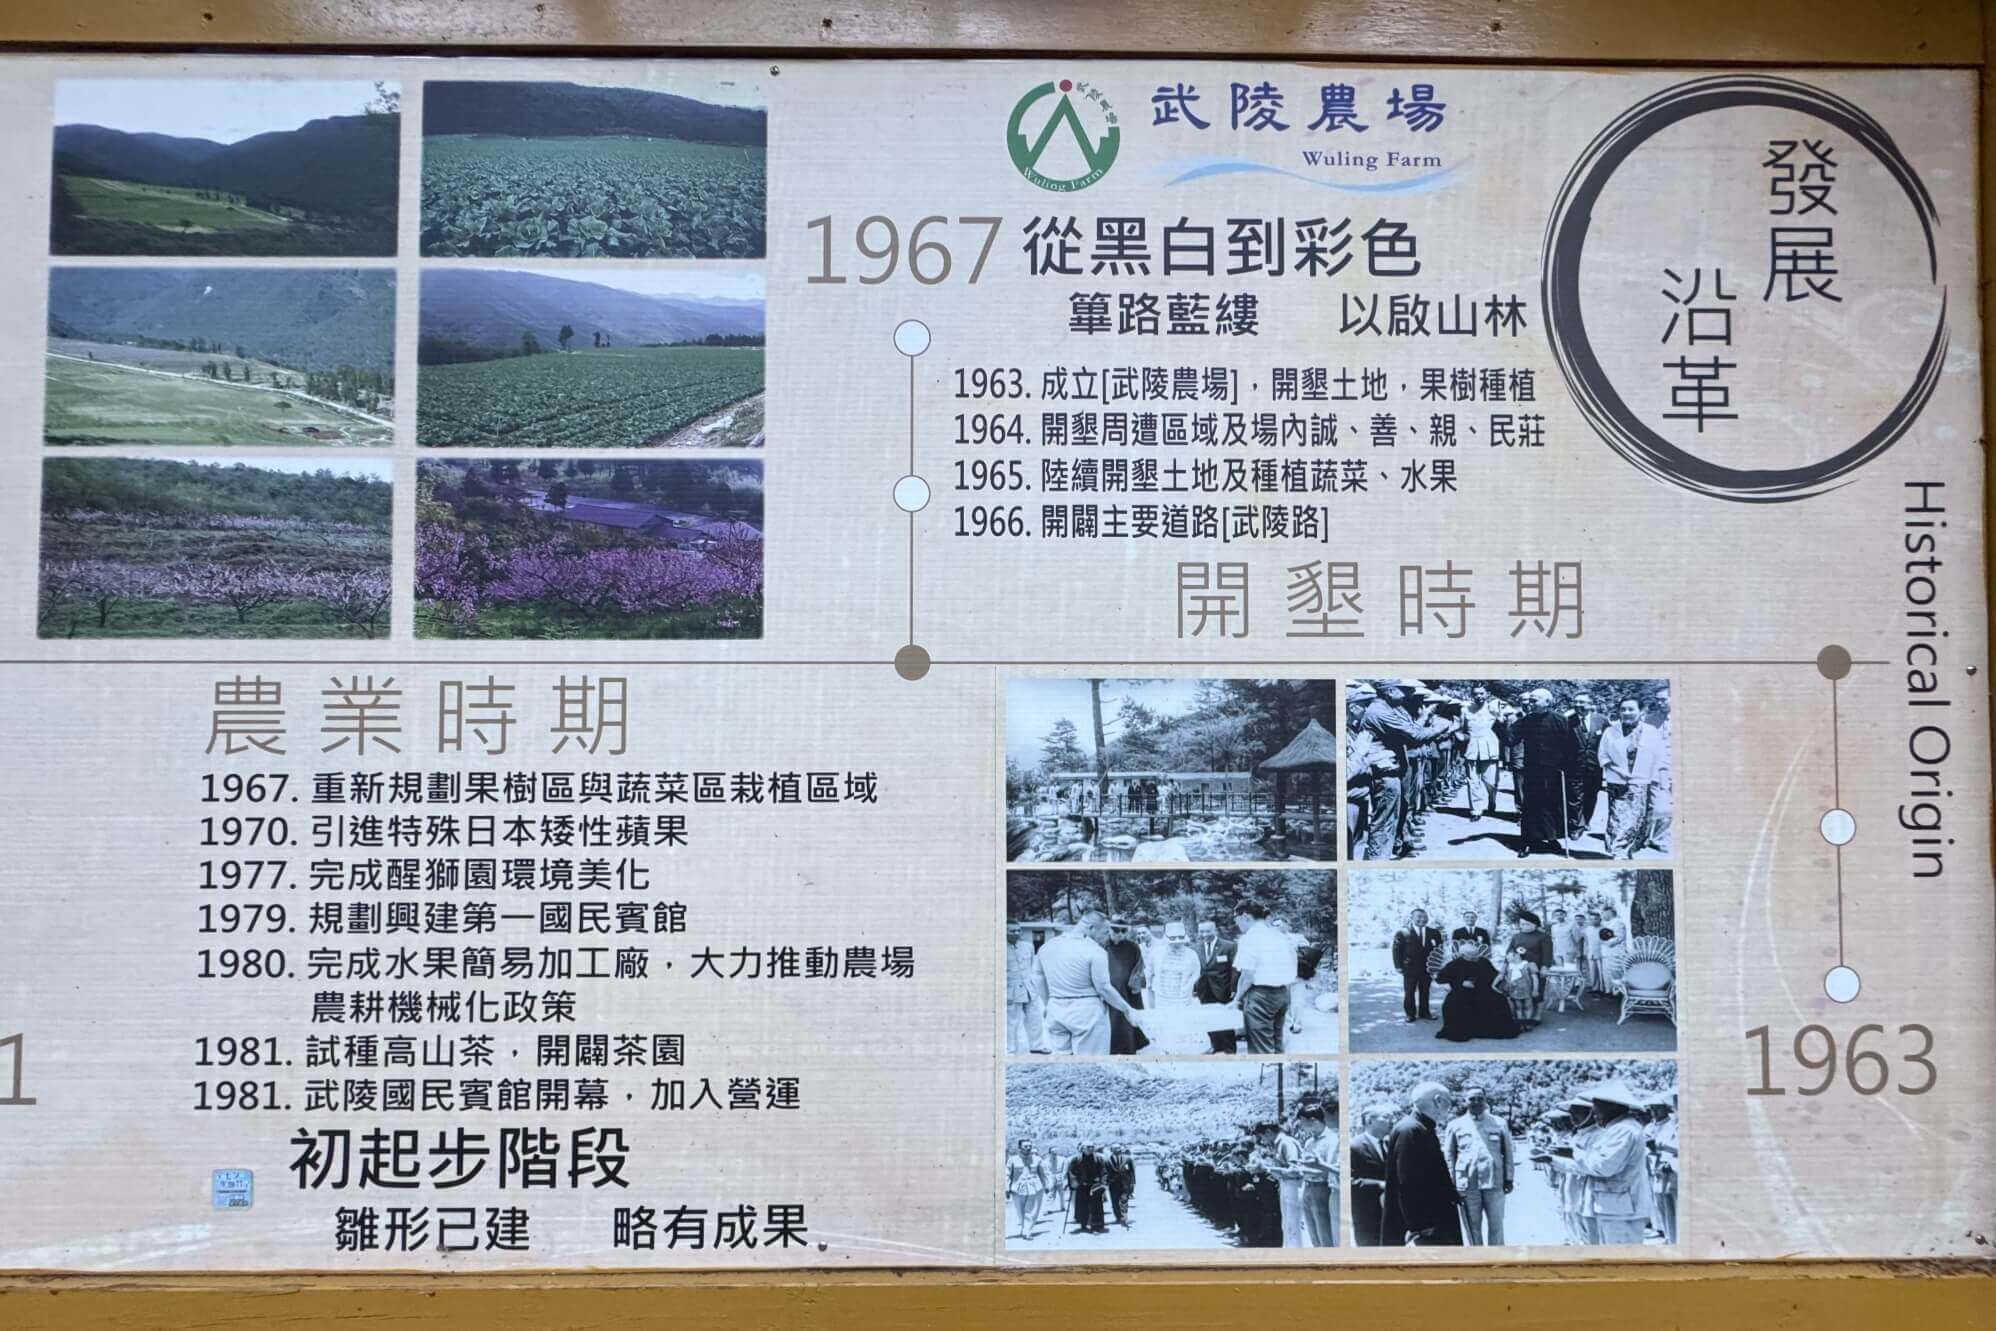 武陵農場
Wuling Farm
武陵農場
Wuling Farm
發展
沿革
Historical Origin
1967
從黑白到彩色
篳路藍縷 以啟山林
1963. 成立[武陵農場]，開墾土地，果樹種植
1964. 開墾周遭區域及場內誠、善、親、民莊
1965. 陸續開墾土地及種植蔬菜、水果
1966. 開闢主要道路[武陵路]
開墾時期
1963
農業時期
1967. 重新規劃果樹區與蔬菜區栽植區域
1970. 引進特殊日本矮性蘋果
1977. 完成醒獅園環境美化
1979. 規劃興建第一國民賓館
1980. 完成水果簡易加工廠，大力推動農場
農耕機械化政策
1981. 試種高山茶，開闢茶園
1981. 武陵國民賓館開幕，加入營運
初起步階段
雛形已建 略有成果
1